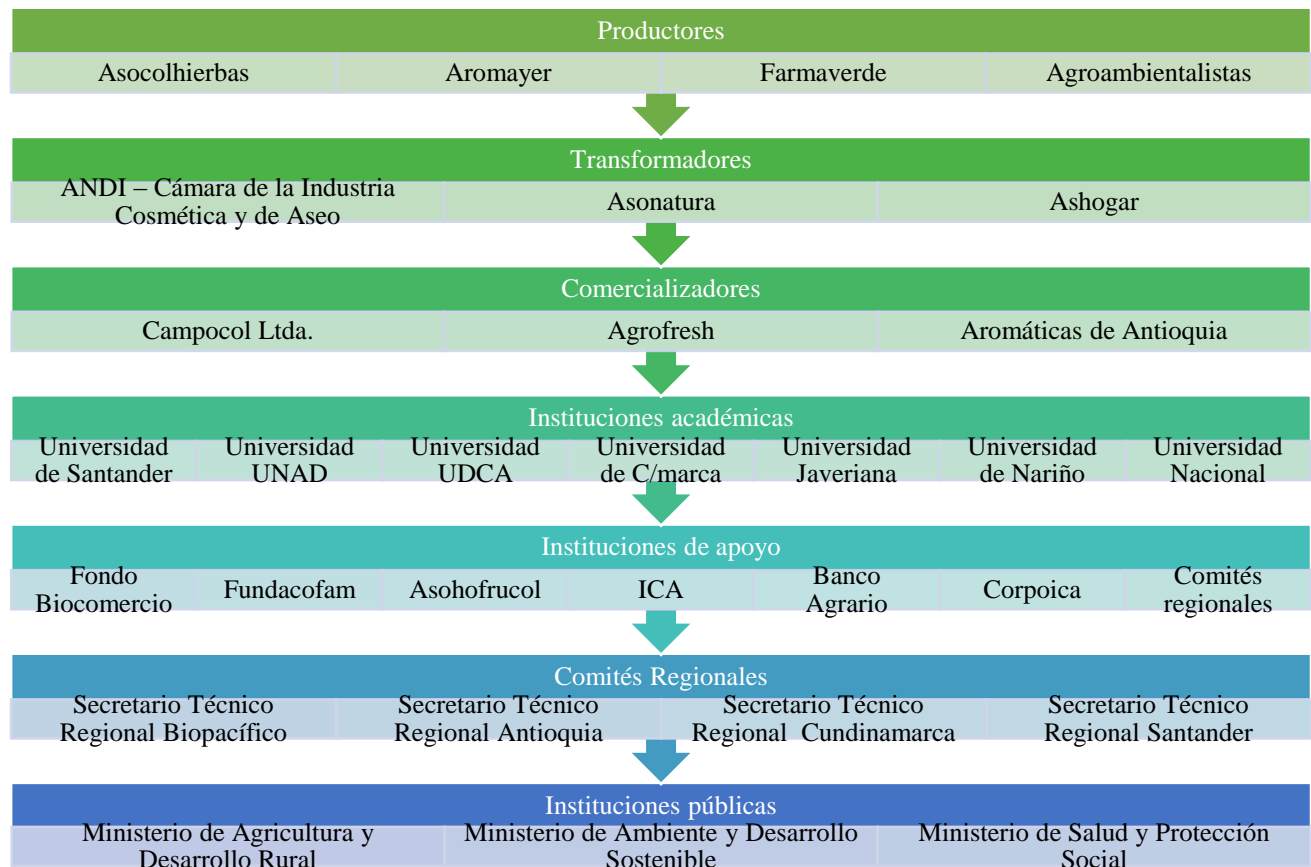 Productores
Asocolhierbas Aromayer Farmaverde Agroambientalistas
Transformadores
ANDI – Cámara de la Industria
Cosmética y de Aseo
Asonatura
Ashogar
Comercializadores
Campocol Ltda. Agrofresh Aromáticas de Antioquia
Instituciones académicas
Universidad
de Santander
Universidad
UNAD
Universidad
UDCA
Universidad
de C/marca
Universidad
Javeriana
Universidad
de Nariño
Universidad
Nacional
Instituciones de apoyo
Fondo
Biocomercio
Fundacofam
Asohofrucol
ICA
Banco
Agrario
Corpoica
Comités
regionales
Comités Regionales
Secretario Técnico
Regional Biopacífico
Secretario Técnico
Regional Antioquia
Secretario Técnico
Regional Cundinamarca
Secretario Técnico
Regional Santander
Instituciones públicas
Ministerio de Agricultura y
Desarrollo Rural
Ministerio de Ambiente y Desarrollo
Sostenible
Ministerio de Salud y Protección
Social